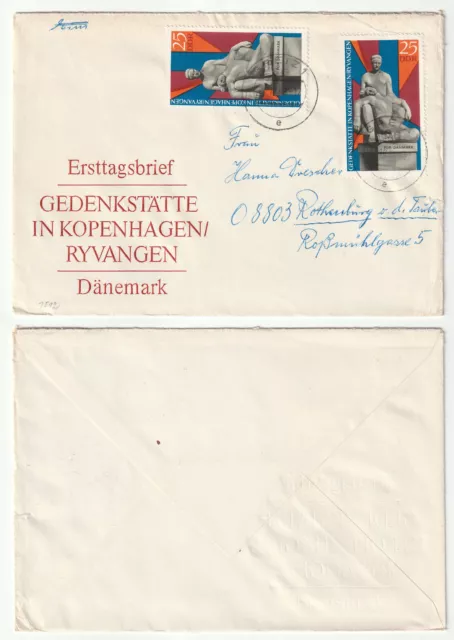 25
DDR
GEDENKSTÄTTE IN KOPENHAGEN/RYVANGEN
25
DDR
GEDENKSTÄTTE IN KOPENHAGEN/RYVANGEN
e
Ersttagsbrief
GEDENKSTÄTTE
IN KOPENHAGEN/
RYVANGEN
Dänemark
Frau
Hanna Drescher
08803 Rothenburg o. d. Tauber
Roßmühlgasse 5